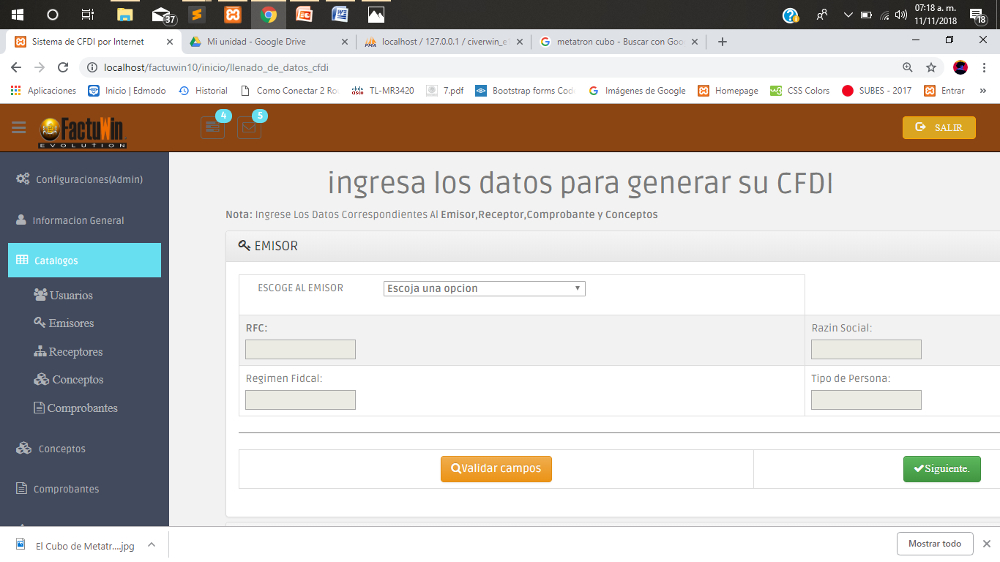 37
07:18 a. m.
11/11/2018
18
Sistema de CFDI por Internet
Mi unidad - Google Drive
localhost / 127.0.0.1 / civerwin_e
metatron cubo - Buscar con Goo
localhost/factuwin10/inicio/llenado_de_datos_cfdi
Aplicaciones
Inicio | Edmodo
Historial
Como Conectar 2 Ro
TL-MR3420
7.pdf
Bootstrap forms Cod
Imágenes de Google
Homepage
CSS Colors
SUBES - 2017
Entrar
»
FactuWin
EVOLUTION
4
5
SALIR
Configuraciones(Admin)
Informacion General
Catalogos
Usuarios
Emisores
Receptores
Conceptos
Comprobantes
Conceptos
Comprobantes
ingresa los datos para generar su CFDI
Nota: Ingrese Los Datos Correspondientes Al Emisor,Receptor,Comprobante y Conceptos
EMISOR
ESCOGE AL EMISOR
Escoja una opcion
RFC:
Razin Social:
Regimen Fidcal:
Tipo de Persona:
Validar campos
Siguiente.
El Cubo de Metatr....jpg
Mostrar todo